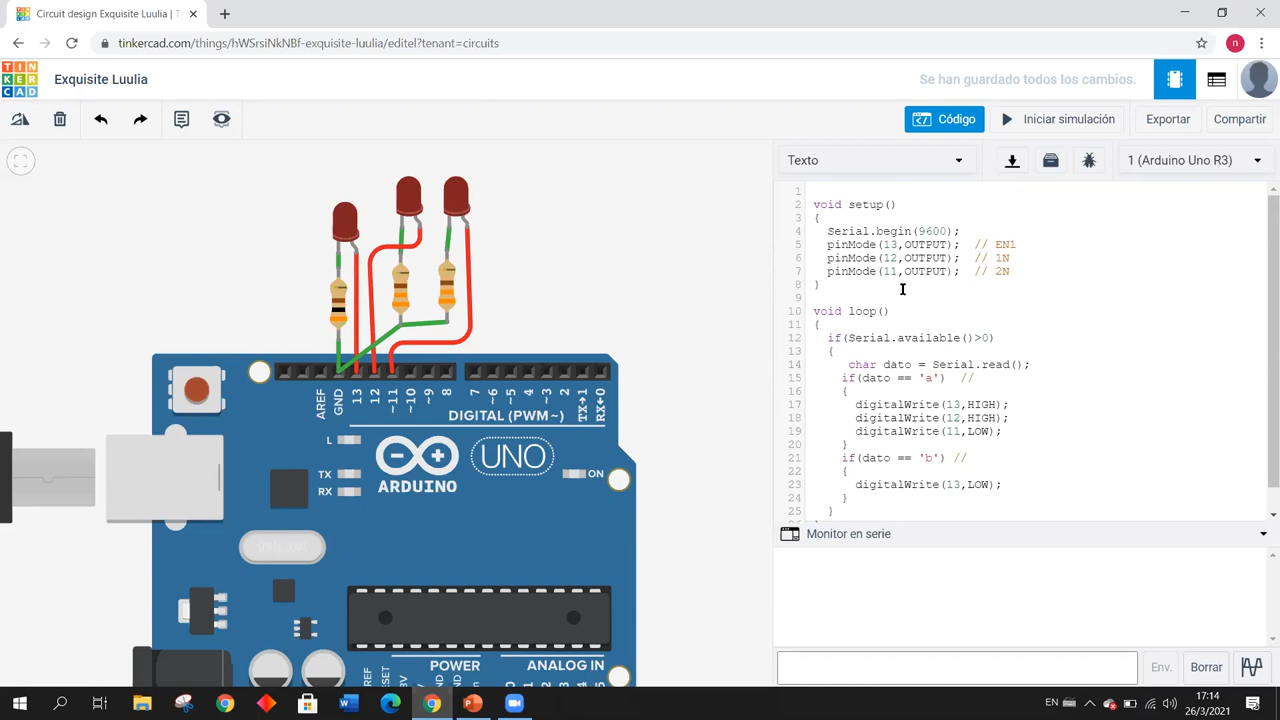 Circuit design Exquisite Luulia | T
tinkercad.com/things/hWSrsiNkNBf-exquisite-luulia/editel?tenant=circuits
n
TIN
KER
CAD
Exquisite Luulia
Se han guardado todos los cambios.
Código
Iniciar simulación
Exportar
Compartir
Texto
1 (Arduino Uno R3)
1
2 void setup()
3 {
4 Serial.begin(9600);
5 pinMode(13,OUTPUT); // EN1
6 pinMode(12,OUTPUT); // 1N
7 pinMode(11,OUTPUT); // 2N
8 }
9
10 void loop()
11 {
12 if(Serial.available()>0)
13 {
14 char dato = Serial.read();
15 if(dato == 'a') //
16 {
17 digitalWrite(13,HIGH);
18 digitalWrite(12,HIGH);
19 digitalWrite(11,LOW);
20 }
21 if(dato == 'b') //
22 {
23 digitalWrite(13,LOW);
24 }
25 }
AREF
GND
13
12
~11
~10
~9
8
7
~6
~5
4
~3
2
TX→1
RX←0
DIGITAL (PWM~)
L
TX
RX
ARDUINO
UNO
ON
POWER
ANALOG IN
Monitor en serie
Env.
Borrar
EN
17:14
26/3/2021